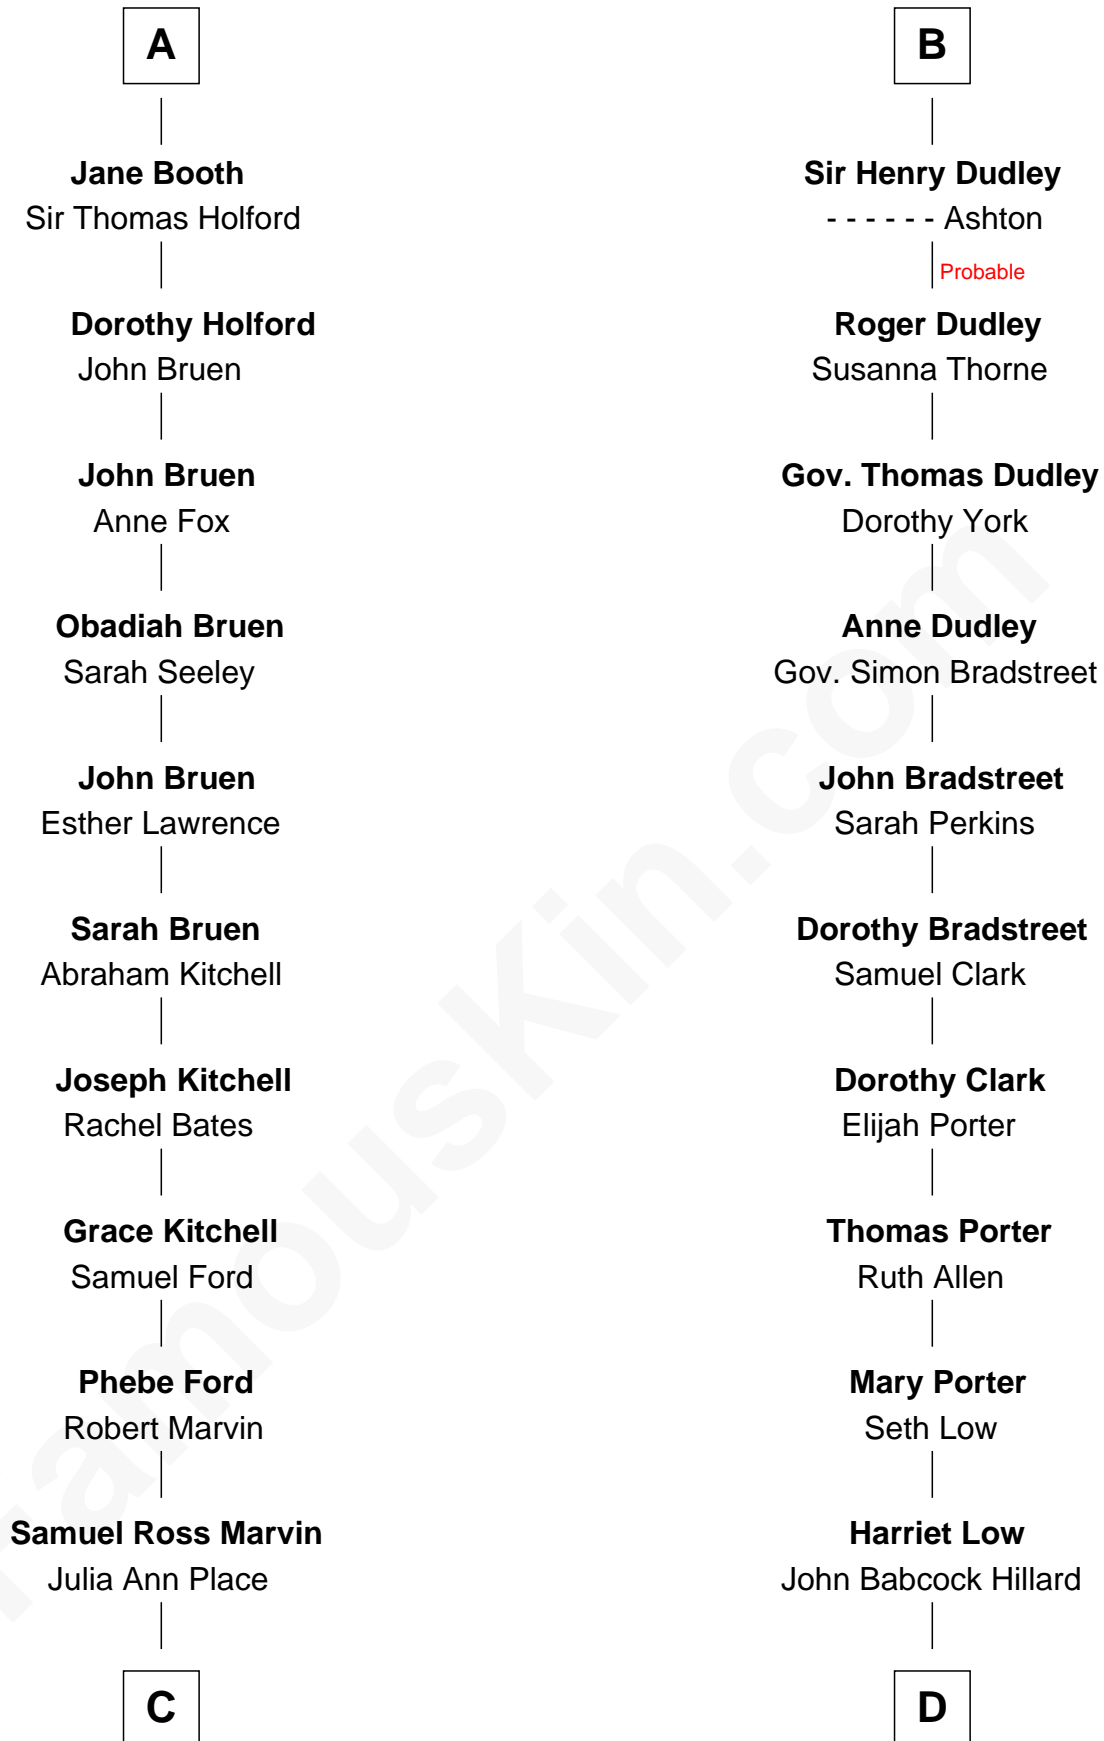 A
Jane Booth
Sir Thomas Holford
Dorothy Holford
John Bruen
John Bruen
Anne Fox
Obadiah Bruen
Sarah Seeley
John Bruen
Esther Lawrence
Sarah Bruen
Abraham Kitchell
Joseph Kitchell
Rachel Bates
Grace Kitchell
Samuel Ford
Phebe Ford
Robert Marvin
Samuel Ross Marvin
Julia Ann Place
C
B
Sir Henry Dudley
- - - - - - Ashton
Probable
Roger Dudley
Susanna Thorne
Gov. Thomas Dudley
Dorothy York
Anne Dudley
Gov. Simon Bradstreet
John Bradstreet
Sarah Perkins
Dorothy Bradstreet
Samuel Clark
Dorothy Clark
Elijah Porter
Thomas Porter
Ruth Allen
Mary Porter
Seth Low
Harriet Low
John Babcock Hillard
D
FamousKin.com